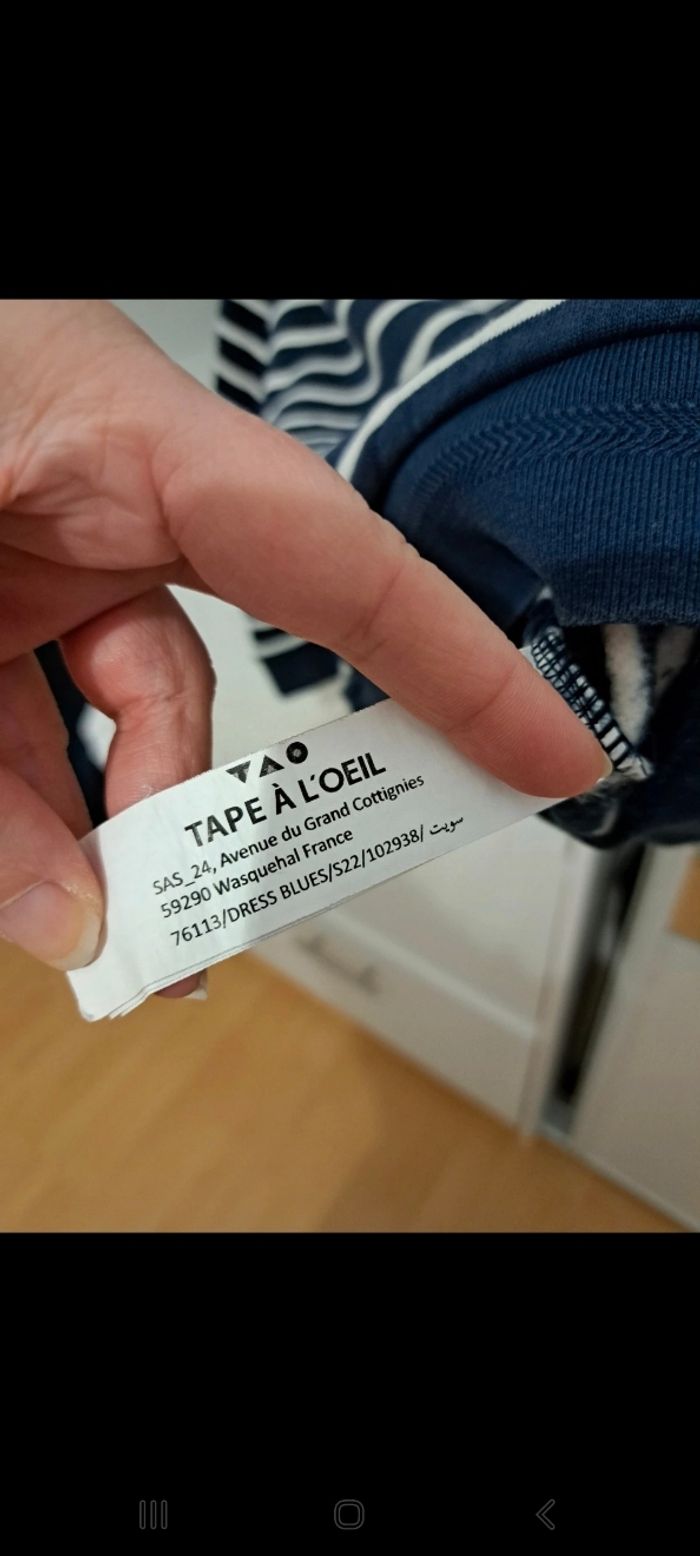 TAO
TAPE À L'OEIL
SAS_24, Avenue du Grand Cottignies
59290 Wasquehal France
76113/DRESS BLUES/S22/102938/ سويت